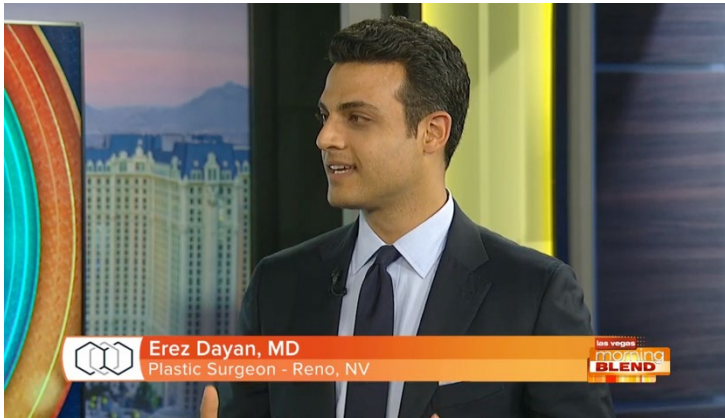 Erez Dayan, MD
Plastic Surgeon - Reno, NV
las vegas
morning
BLEND